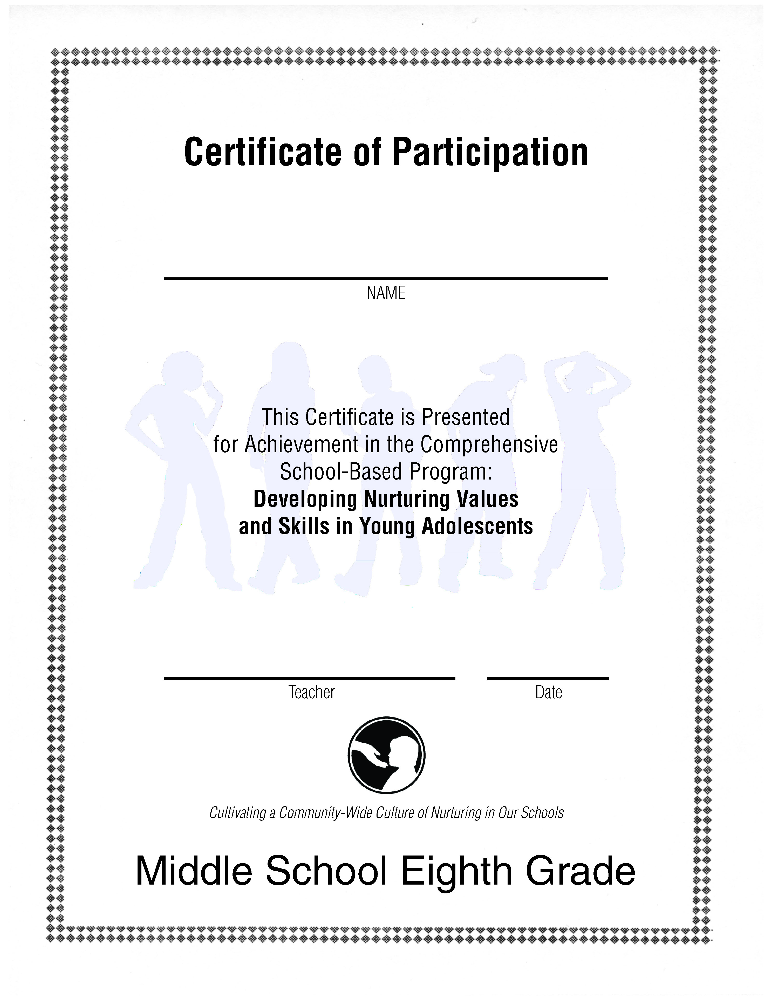 Certificate of Participation
NAME
This Certificate is Presented
for Achievement in the Comprehensive
School-Based Program:
Developing Nurturing Values
and Skills in Young Adolescents
Teacher Date
Cultivating a Community-Wide Culture of Nurturing in Our Schools
Middle School Eighth Grade